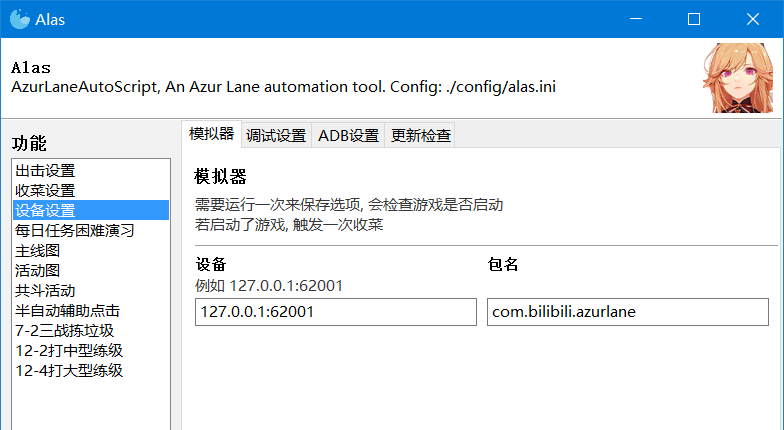 Alas
Alas
AzurLaneAutoScript, An Azur Lane automation tool. Config: ./config/alas.ini
功能
出击设置
收菜设置
设备设置
每日任务困难演习
主线图
活动图
共斗活动
半自动辅助点击
7-2三战拣垃圾
12-2打中型练级
12-4打大型练级
模拟器 调试设置 ADB设置 更新检查
模拟器
需要运行一次来保存选项, 会检查游戏是否启动
若启动了游戏, 触发一次收菜
设备 包名
例如 127.0.0.1:62001
127.0.0.1:62001 com.bilibili.azurlane